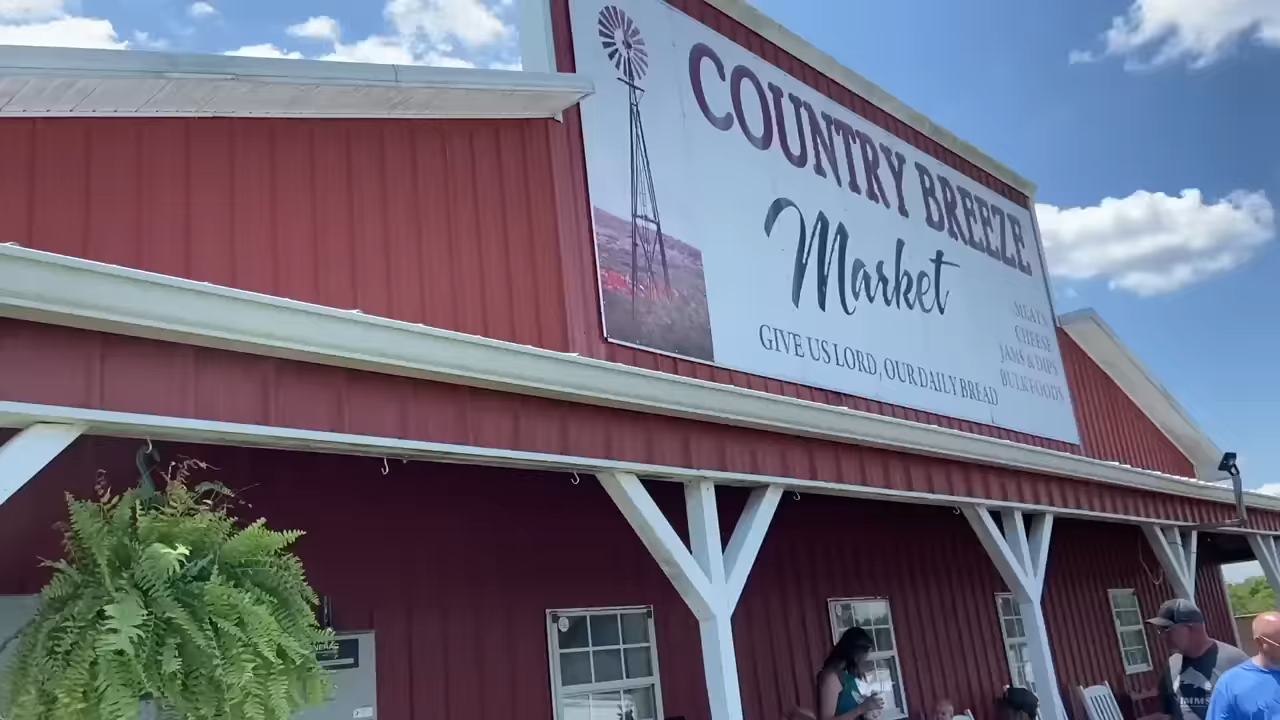 COUNTRY BREEZE
Market
GIVE US LORD, OUR DAILY BREAD
MEATS
CHEESE
JAMS & DIPS
BULK FOODS